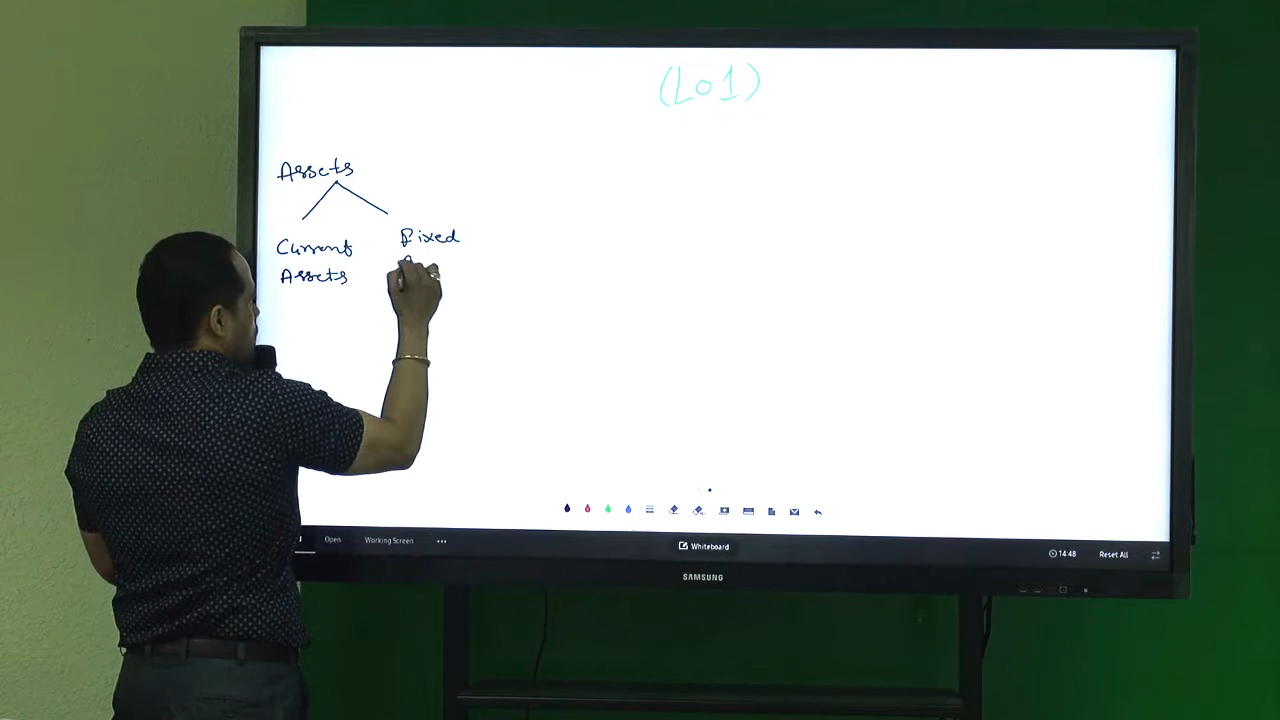 (LO1)
Assets
Current
Assets
Fixed
A
Open
Working Screen
Whiteboard
14:48
Reset All
SAMSUNG